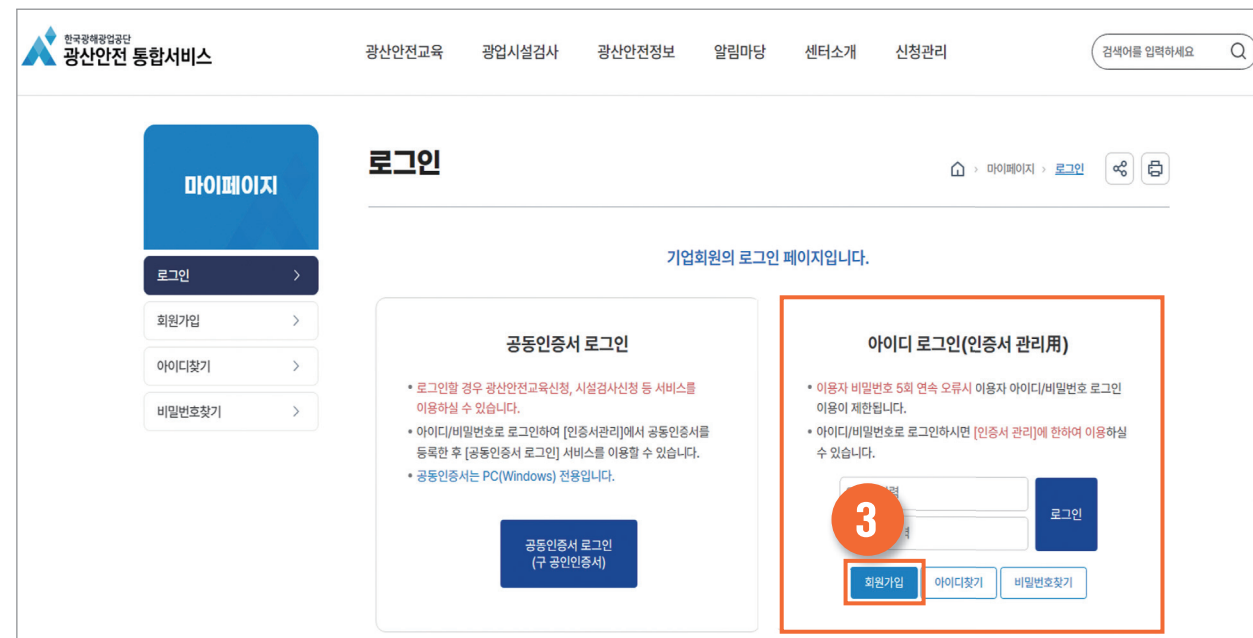 한국광해광업공단
광산안전 통합서비스
광산안전교육 광업시설검사 광산안전정보 알림마당 센터소개 신청관리
검색어를 입력하세요
마이페이지
로그인
회원가입
아이디찾기
비밀번호찾기
로그인
마이페이지 > 로그인
기업회원의 로그인 페이지입니다.
공동인증서 로그인
• 로그인할 경우 광산안전교육신청, 시설검사신청 등 서비스를
이용하실 수 있습니다.
• 아이디/비밀번호로 로그인하여 [인증서관리]에서 공동인증서를
등록한 후 [공동인증서 로그인] 서비스를 이용할 수 있습니다.
• 공동인증서는 PC(Windows) 전용입니다.
공동인증서 로그인
(구 공인인증서)
아이디 로그인(인증서 관리用)
• 이용자 비밀번호 5회 연속 오류시 이용자 아이디/비밀번호 로그인
이용이 제한됩니다.
• 아이디/비밀번호로 로그인하시면 [인증서 관리]에 한하여 이용하실
수 있습니다.
3
로그인
회원가입 아이디찾기 비밀번호찾기